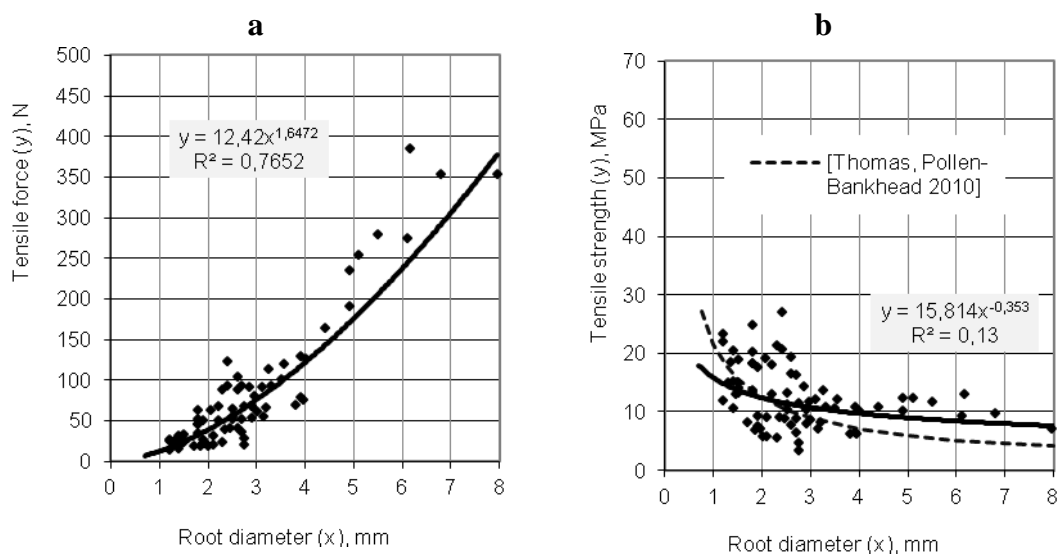 a
500
450
400
350
300
250
200
150
100
50
0
Tensile force (y), N
y = 12,42x^1,6472
R² = 0,7652
0 1 2 3 4 5 6 7 8
Root diameter (x), mm
b
70
60
50
40
30
20
10
0
Tensile strength (y), MPa
[Thomas, Pollen-
Bankhead 2010]
y = 15,814x^-0,353
R² = 0,13
0 1 2 3 4 5 6 7 8
Root diameter (x), mm